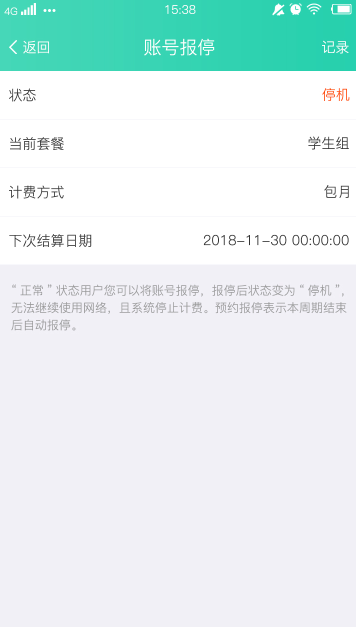 4G 15:38
返回 账号报停 记录
状态 停机
当前套餐 学生组
计费方式 包月
下次结算日期 2018-11-30 00:00:00
“正常”状态用户您可以将账号报停，报停后状态变为“停机”，
无法继续使用网络，且系统停止计费。预约报停表示本周期结束
后自动报停。